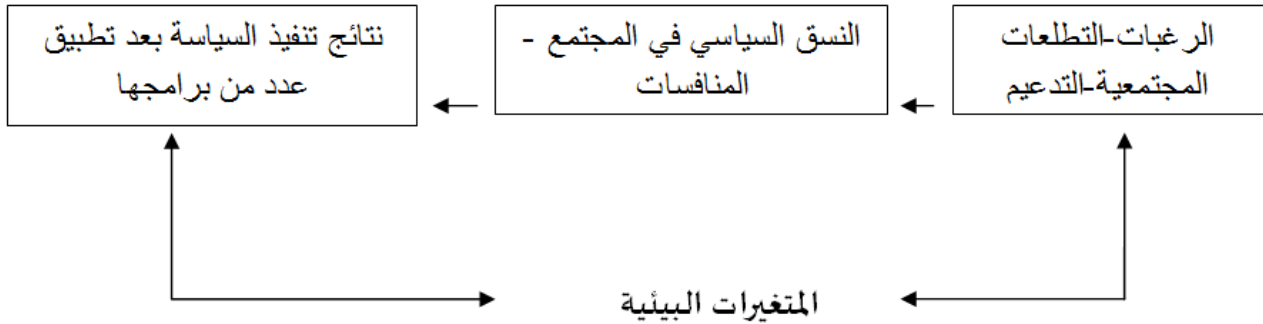 الرغبات-التطلعات
المجتمعية-التدعيم
النسق السياسي في المجتمع -
المنافسات
نتائج تنفيذ السياسة بعد تطبيق
عدد من برامجها
المتغيرات البيئية